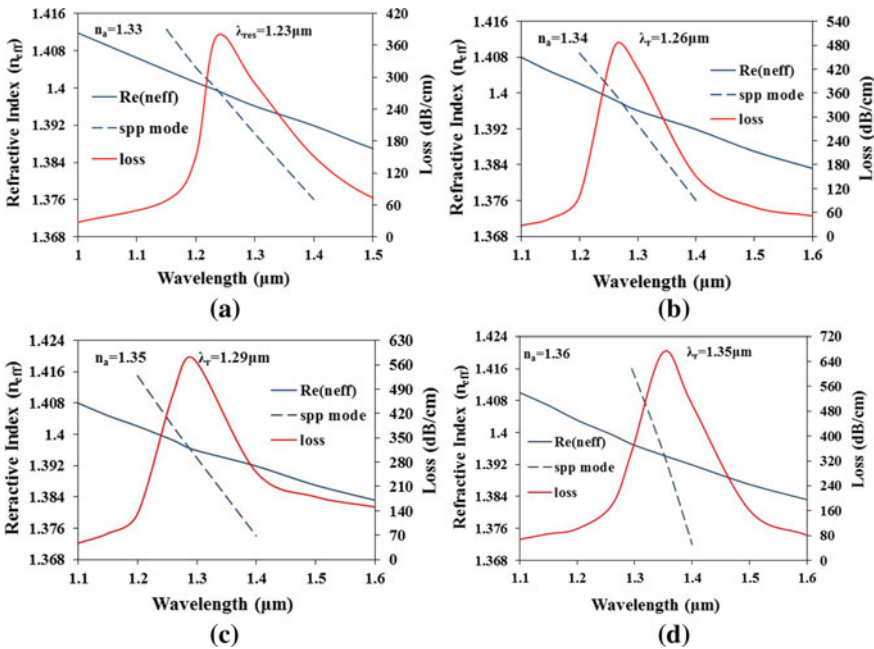 1.416
1.408
1.4
1.392
1.384
1.376
1.368
Refractive Index (neff)
na=1.33
λres=1.23μm
Re(neff)
spp mode
loss
420
360
300
240
180
120
60
0
Loss (dB/cm)
1
1.1
1.2
1.3
1.4
1.5
Wavelength (μm)
(a)
1.416
1.408
1.4
1.392
1.384
1.376
1.368
Refractive Index (neff)
na=1.34
λr=1.26μm
Re(neff)
spp mode
loss
540
480
420
360
300
240
180
120
60
0
Loss (dB/cm)
1.1
1.2
1.3
1.4
1.5
1.6
Wavelength (μm)
(b)
1.424
1.416
1.408
1.4
1.392
1.384
1.376
1.368
Reractive Index (neff)
na=1.35
λr=1.29μm
Re(neff)
spp mode
loss
630
560
490
420
350
280
210
140
70
0
Loss (dB/cm)
1.1
1.2
1.3
1.4
1.5
1.6
Wavelength (μm)
(c)
1.424
1.416
1.408
1.4
1.392
1.384
1.376
1.368
Refractive Index (neff)
na=1.36
λr=1.35μm
Re(neff)
spp mode
loss
720
640
560
480
400
320
240
160
80
0
Loss (dB/cm)
1.1
1.2
1.3
1.4
1.5
1.6
Wavelength (μm)
(d)